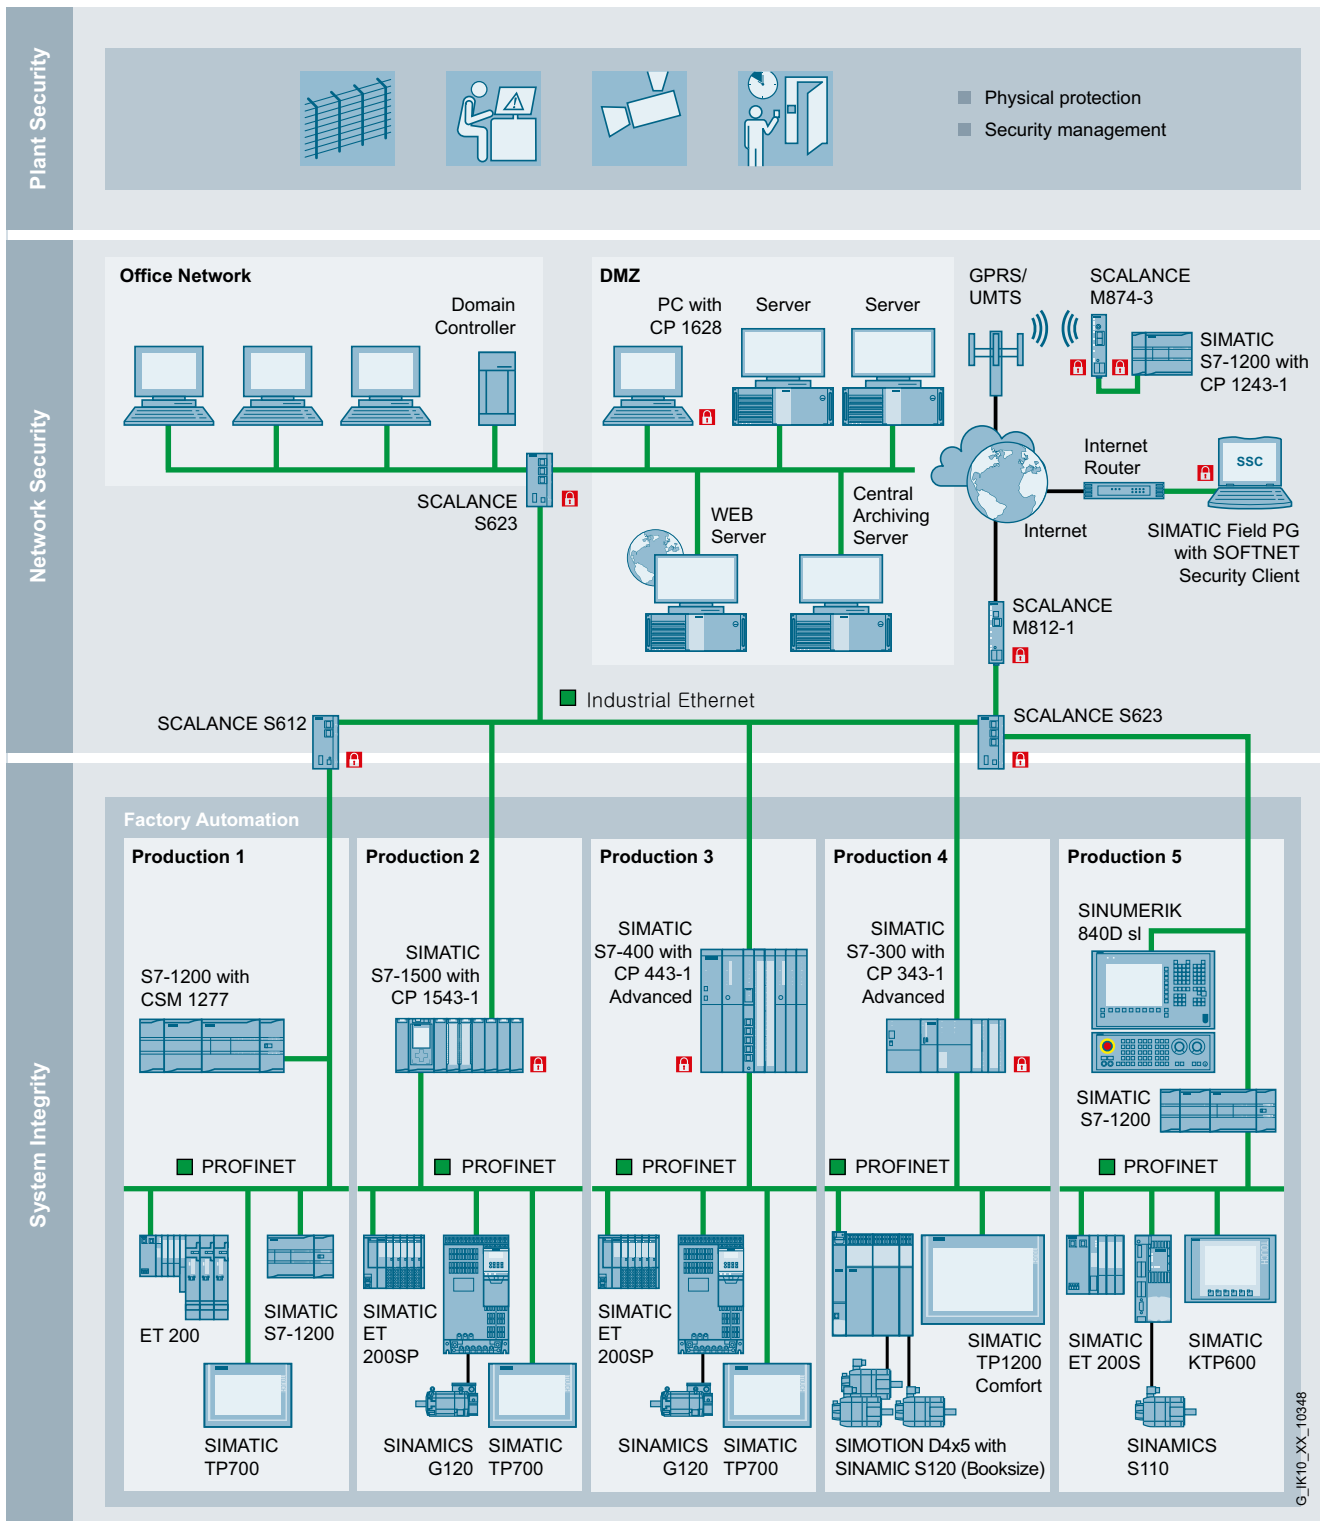 Plant Security
Physical protection
Security management
Network Security
Office Network
Domain
Controller
DMZ
PC with
CP 1628
Server
Server
GPRS/
UMTS
SCALANCE
M874-3
SIMATIC
S7-1200 with
CP 1243-1
SCALANCE
S623
WEB
Server
Central
Archiving
Server
Internet
Internet
Router
SSC
SIMATIC Field PG
with SOFTNET
Security Client
SCALANCE
M812-1
Industrial Ethernet
SCALANCE S612
SCALANCE S623
System Integrity
Factory Automation
Production 1
S7-1200 with
CSM 1277
PROFINET
ET 200
SIMATIC
S7-1200
SIMATIC
TP700
Production 2
SIMATIC
S7-1500 with
CP 1543-1
PROFINET
SIMATIC
ET
200SP
SINAMICS
G120
SIMATIC
TP700
Production 3
SIMATIC
S7-400 with
CP 443-1
Advanced
PROFINET
SIMATIC
ET
200SP
SINAMICS
G120
SIMATIC
TP700
Production 4
SIMATIC
S7-300 with
CP 343-1
Advanced
PROFINET
SIMATIC
TP1200
Comfort
SIMOTION D4x5 with
SINAMIC S120 (Booksize)
Production 5
SINUMERIK
840D sl
SIMATIC
S7-1200
PROFINET
SIMATIC
ET 200S
SIMATIC
KTP600
SINAMICS
S110
G_IK10_XX_10348